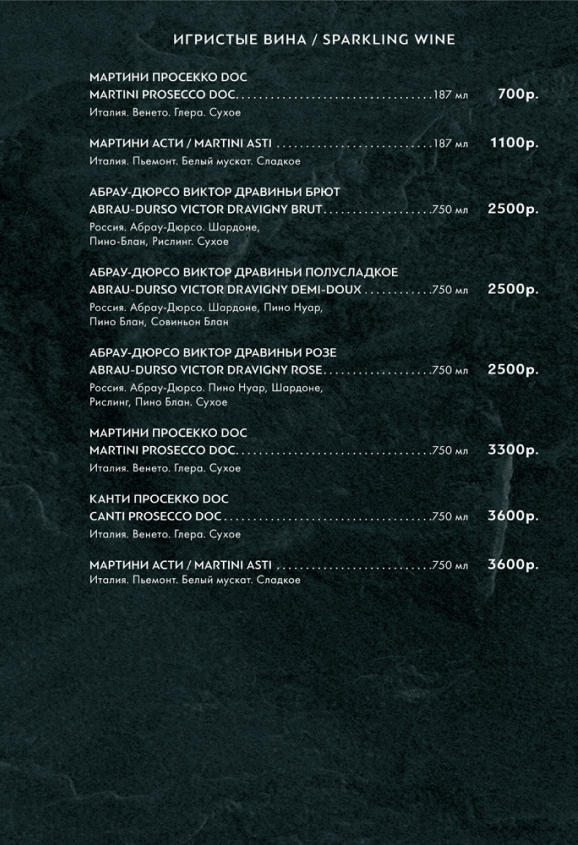 ИГРИСТЫЕ ВИНА / SPARKLING WINE
МАРТИНИ ПРОСЕККО DOC
MARTINI PROSECCO DOC 187 мл 700р.
Италия. Венето. Глера. Сухое
МАРТИНИ АСТИ / MARTINI ASTI 187 мл 1100р.
Италия. Пьемонт. Белый мускат. Сладкое
АБРАУ-ДЮРСО ВИКТОР ДРАВИНЬИ БРЮТ
ABRAU-DURSO VICTOR DRAVIGNY BRUT 750 мл 2500р.
Россия. Абрау-Дюрсо. Шардоне,
Пино-Блан, Рислинг. Сухое
АБРАУ-ДЮРСО ВИКТОР ДРАВИНЬИ ПОЛУСЛАДКОЕ
ABRAU-DURSO VICTOR DRAVIGNY DEMI-DOUX 750 мл 2500р.
Россия. Абрау-Дюрсо. Шардоне, Пино Нуар,
Пино Блан, Совиньон Блан
АБРАУ-ДЮРСО ВИКТОР ДРАВИНЬИ РОЗЕ
ABRAU-DURSO VICTOR DRAVIGNY ROSE 750 мл 2500р.
Россия. Абрау-Дюрсо. Пино Нуар, Шардоне,
Рислинг, Пино Блан. Сухое
МАРТИНИ ПРОСЕККО DOC
MARTINI PROSECCO DOC 750 мл 3300р.
Италия. Венето. Глера. Сухое
КАНТИ ПРОСЕККО DOC
CANTI PROSECCO DOC 750 мл 3600р.
Италия. Венето. Глера. Сухое
МАРТИНИ АСТИ / MARTINI ASTI 750 мл 3600р.
Италия. Пьемонт. Белый мускат. Сладкое